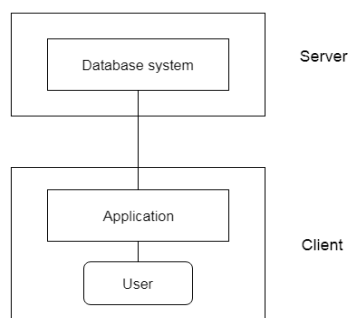 Database system
Server
Application
Client
User